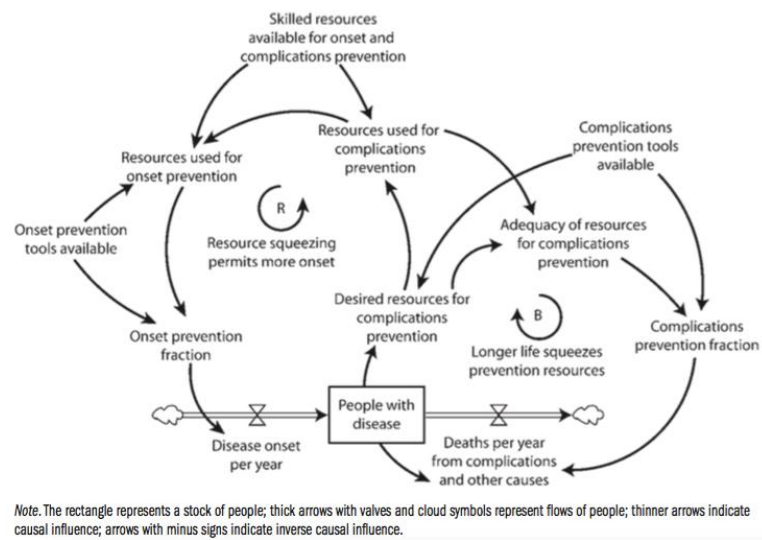 Skilled resources
available for onset and
complications prevention
Resources used for
complications
prevention
Complications
prevention tools
available
Resources used for
onset prevention
R
Resource squeezing
permits more onset
Onset prevention
tools available
Adequacy of resources
for complications
prevention
Desired resources for
complications
prevention
B
Longer life squeezes
prevention resources
Onset prevention
fraction
Complications
prevention fraction
People with
disease
Disease onset
per year
Deaths per year
from complications
and other causes
Note. The rectangle represents a stock of people; thick arrows with valves and cloud symbols represent flows of people; thinner arrows indicate
causal influence; arrows with minus signs indicate inverse causal influence.